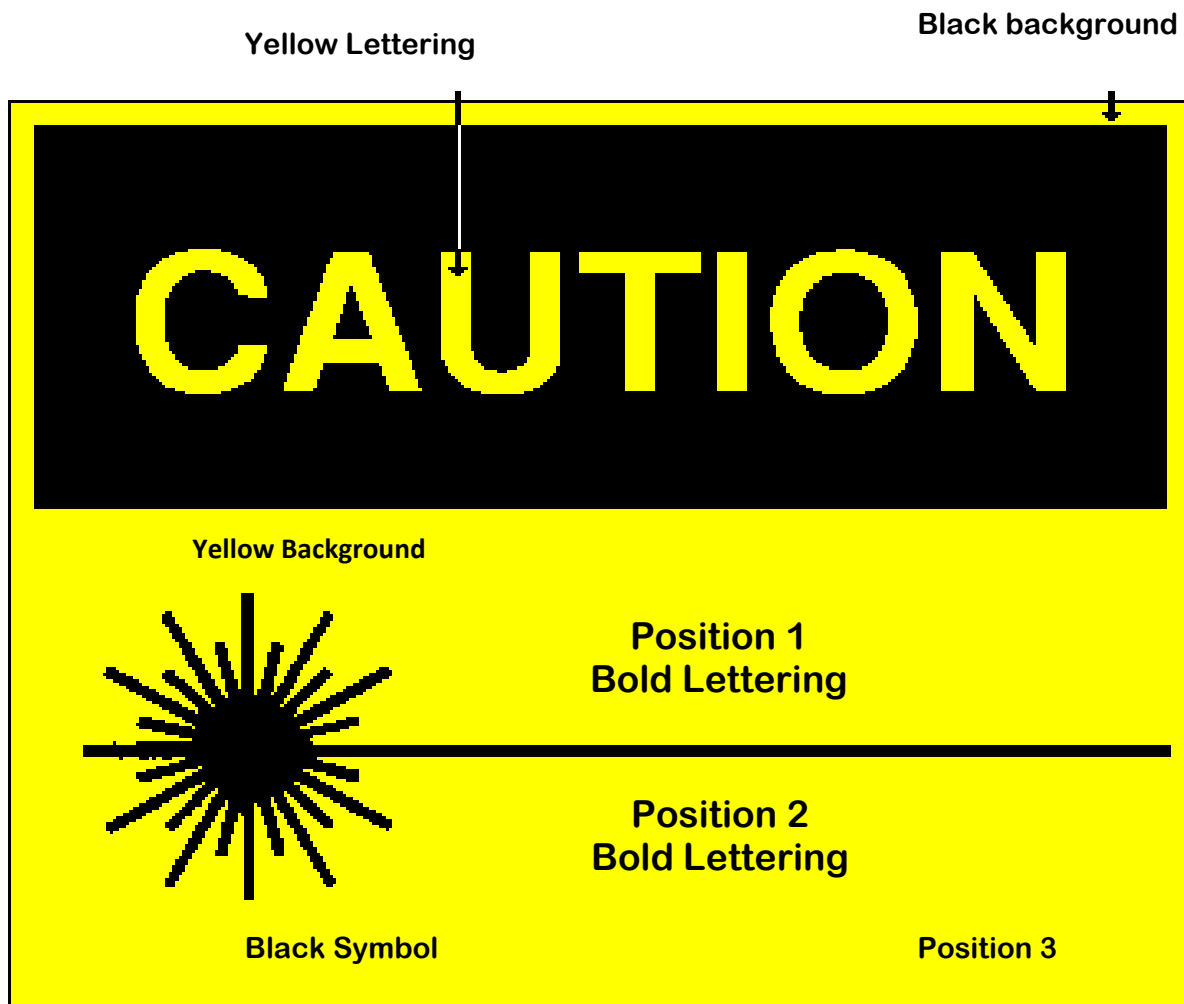 Black background
Yellow Lettering
CAUTION
Yellow Background
Position 1
Bold Lettering
Position 2
Bold Lettering
Black Symbol
Position 3